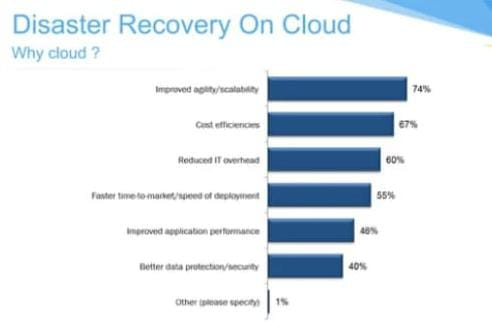 Disaster Recovery On Cloud
Why cloud ?
Improved agility/scalability 74%
Cost efficiencies 67%
Reduced IT overhead 60%
Faster time-to-market/speed of deployment 55%
Improved application performance 46%
Better data protection/security 40%
Other (please specify) 1%